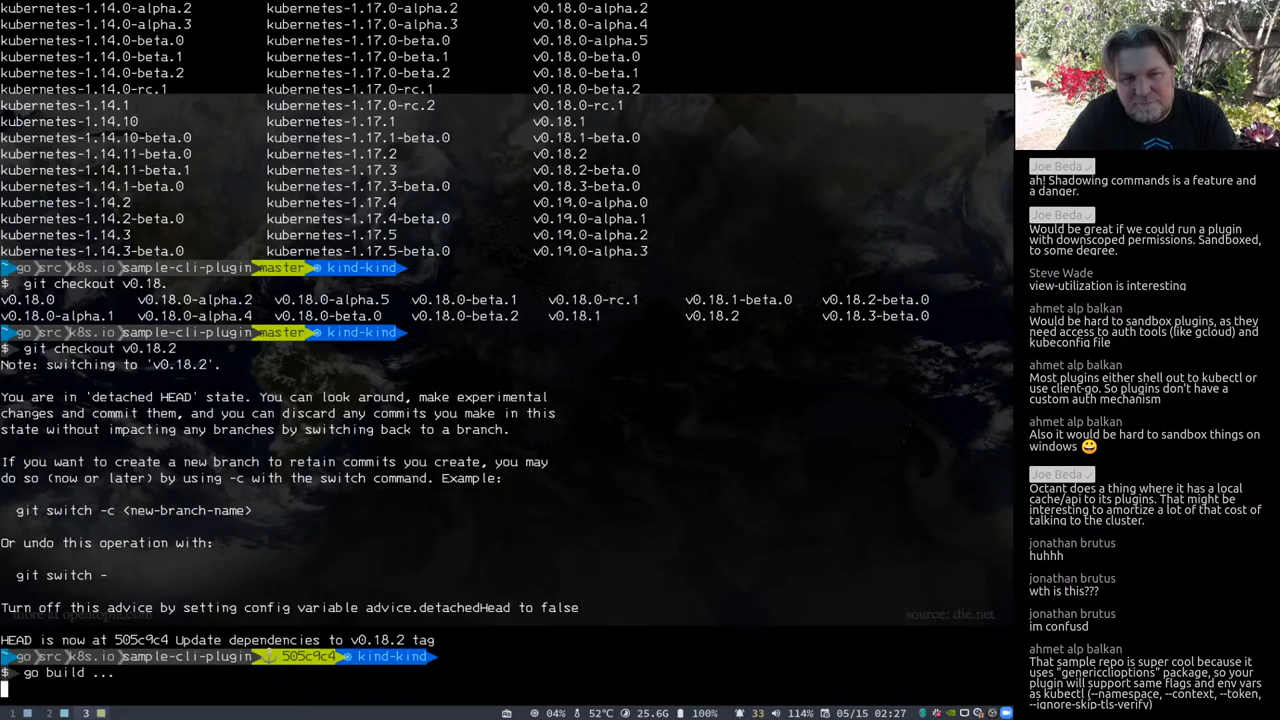 kubernetes-1.14.0-alpha.2 kubernetes-1.17.0-alpha.2 v0.18.0-alpha.2
kubernetes-1.14.0-alpha.3 kubernetes-1.17.0-alpha.3 v0.18.0-alpha.4
kubernetes-1.14.0-beta.0 kubernetes-1.17.0-beta.0 v0.18.0-alpha.5
kubernetes-1.14.0-beta.1 kubernetes-1.17.0-beta.1 v0.18.0-beta.0
kubernetes-1.14.0-beta.2 kubernetes-1.17.0-beta.2 v0.18.0-beta.1
kubernetes-1.14.0-rc.1 kubernetes-1.17.0-rc.1 v0.18.0-beta.2
kubernetes-1.14.1 kubernetes-1.17.0-rc.2 v0.18.0-rc.1
kubernetes-1.14.10 kubernetes-1.17.1 v0.18.1
kubernetes-1.14.10-beta.0 kubernetes-1.17.1-beta.0 v0.18.1-beta.0
kubernetes-1.14.11-beta.0 kubernetes-1.17.2 v0.18.2
kubernetes-1.14.11-beta.1 kubernetes-1.17.3 v0.18.2-beta.0
kubernetes-1.14.1-beta.0 kubernetes-1.17.3-beta.0 v0.18.3-beta.0
kubernetes-1.14.2 kubernetes-1.17.4 v0.19.0-alpha.0
kubernetes-1.14.2-beta.0 kubernetes-1.17.4-beta.0 v0.19.0-alpha.1
kubernetes-1.14.3 kubernetes-1.17.5 v0.19.0-alpha.2
kubernetes-1.14.3-beta.0 kubernetes-1.17.5-beta.0 v0.19.0-alpha.3
~ go src k8s.io sample-cli-plugin master kind-kind
$ git checkout v0.18.
v0.18.0 v0.18.0-alpha.2 v0.18.0-alpha.5 v0.18.0-beta.1 v0.18.0-rc.1 v0.18.1-beta.0 v0.18.2-beta.0
v0.18.0-alpha.1 v0.18.0-alpha.4 v0.18.0-beta.0 v0.18.0-beta.2 v0.18.1 v0.18.2 v0.18.3-beta.0
~ go src k8s.io sample-cli-plugin master kind-kind
$ git checkout v0.18.2
Note: switching to 'v0.18.2'.
You are in 'detached HEAD' state. You can look around, make experimental
changes and commit them, and you can discard any commits you make in this
state without impacting any branches by switching back to a branch.
If you want to create a new branch to retain commits you create, you may
do so (now or later) by using -c with the switch command. Example:
git switch -c <new-branch-name>
Or undo this operation with:
git switch -
Turn off this advice by setting config variable advice.detachedHead to false
source: die.net
HEAD is now at 505c9c4 Update dependencies to v0.18.2 tag
~ go src k8s.io sample-cli-plugin 505c9c4 kind-kind
$ go build ...
1 2 3 04% 52°C 25.6G 100% 33 114% 05/15 02:27
Joe Beda ✓
ah! Shadowing commands is a feature and
a danger.
Joe Beda ✓
Would be great if we could run a plugin
with downscoped permissions. Sandboxed,
to some degree.
Steve Wade
view-utilization is interesting
ahmet alp balkan
Would be hard to sandbox plugins, as they
need access to auth tools (like gcloud) and
kubeconfig file
ahmet alp balkan
Most plugins either shell out to kubectl or
use client-go. So plugins don't have a
custom auth mechanism
ahmet alp balkan
Also it would be hard to sandbox things on
windows 😀
Joe Beda ✓
Octant does a thing where it has a local
cache/api to its plugins. That might be
interesting to amortize a lot of that cost of
talking to the cluster.
jonathan brutus
huhhh
jonathan brutus
wth is this???
jonathan brutus
im confusd
ahmet alp balkan
That sample repo is super cool because it
uses "genericclioptions" package, so your
plugin will support same flags and env vars
as kubectl (--namespace, --context, --token,
--ignore-skip-tls-verify)